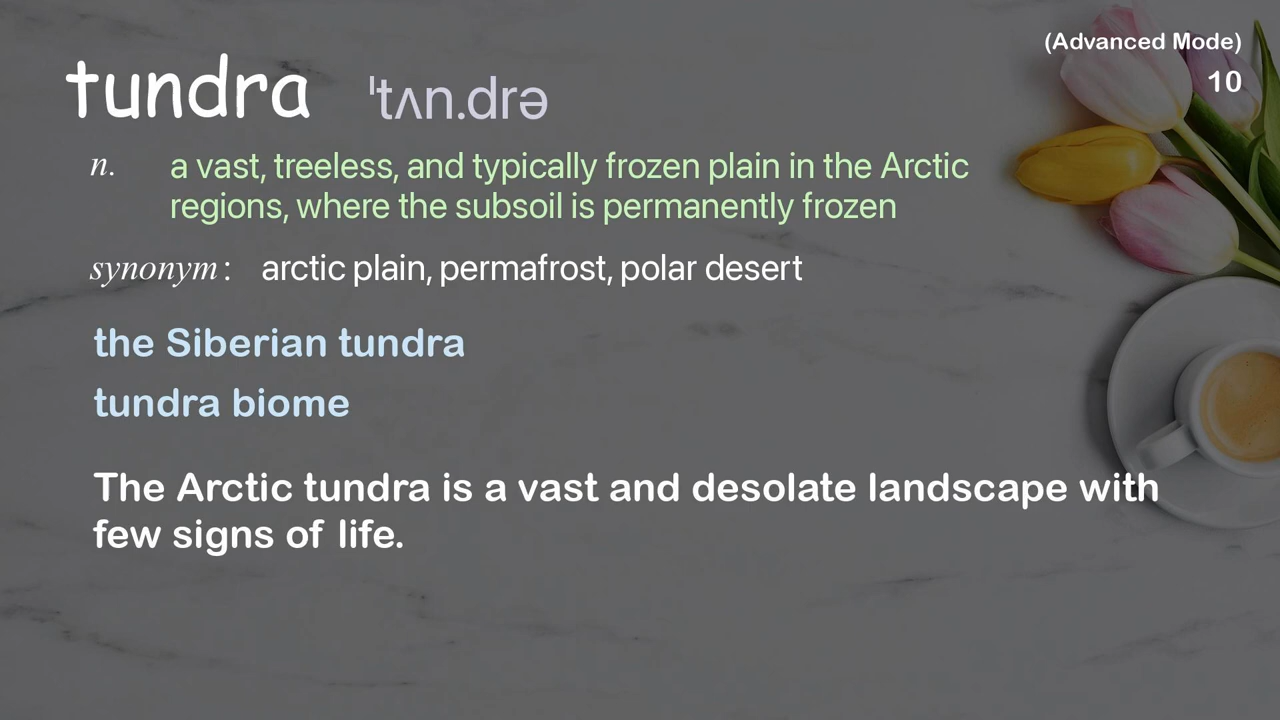 (Advanced Mode)
10
tundra ˈtʌn.drə
n. a vast, treeless, and typically frozen plain in the Arctic
regions, where the subsoil is permanently frozen
synonym: arctic plain, permafrost, polar desert
the Siberian tundra
tundra biome
The Arctic tundra is a vast and desolate landscape with
few signs of life.